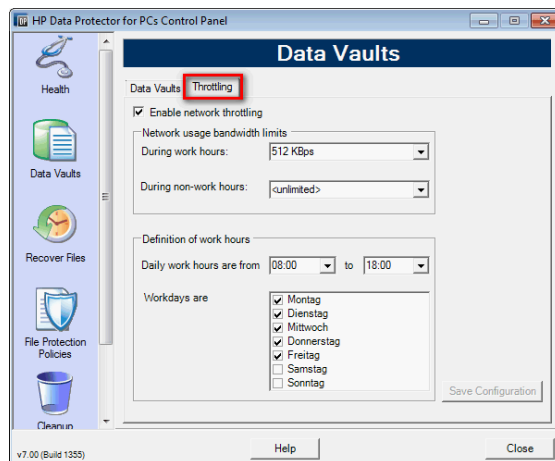 HP Data Protector for PCs Control Panel
Health
Data Vaults
Recover Files
File Protection
Policies
Cleanup
v7.00 (Build 1355)
Data Vaults
Data Vaults Throttling
Enable network throttling
Network usage bandwidth limits
During work hours: 512 KBps
During non-work hours: <unlimited>
Definition of work hours
Daily work hours are from 08:00 to 18:00
Workdays are
Montag
Dienstag
Mittwoch
Donnerstag
Freitag
Samstag
Sonntag
Save Configuration
Help Close